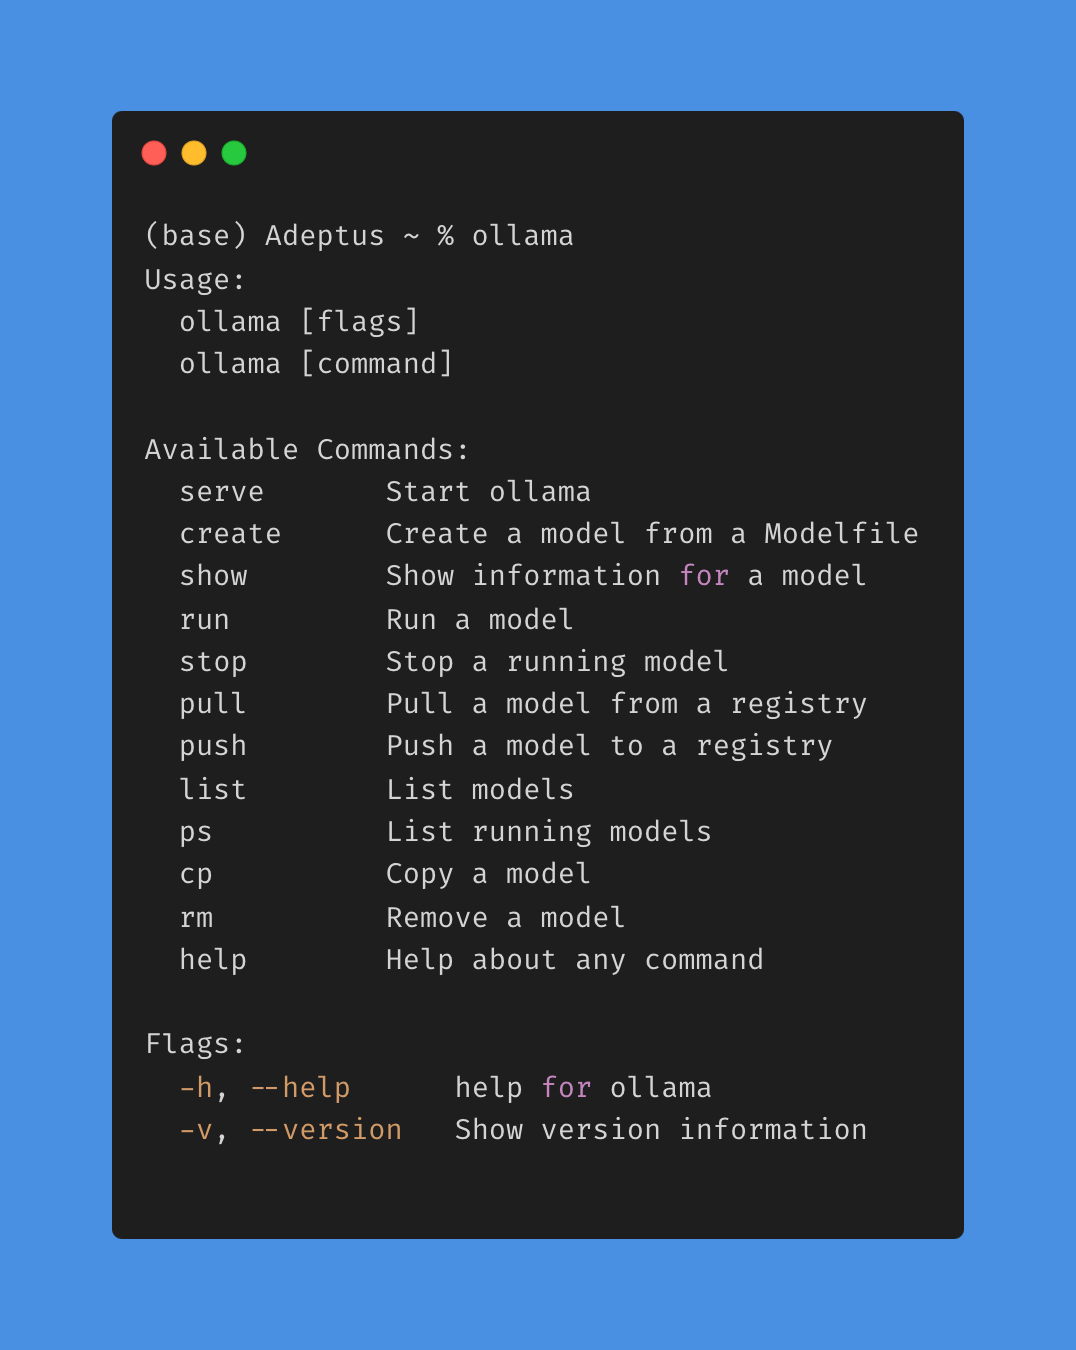 (base) Adeptus ~ % ollama
Usage:
  ollama [flags]
  ollama [command]

Available Commands:
  serve       Start ollama
  create      Create a model from a Modelfile
  show        Show information for a model
  run         Run a model
  stop        Stop a running model
  pull        Pull a model from a registry
  push        Push a model to a registry
  list        List models
  ps          List running models
  cp          Copy a model
  rm          Remove a model
  help        Help about any command

Flags:
  -h, --help      help for ollama
  -v, --version   Show version information